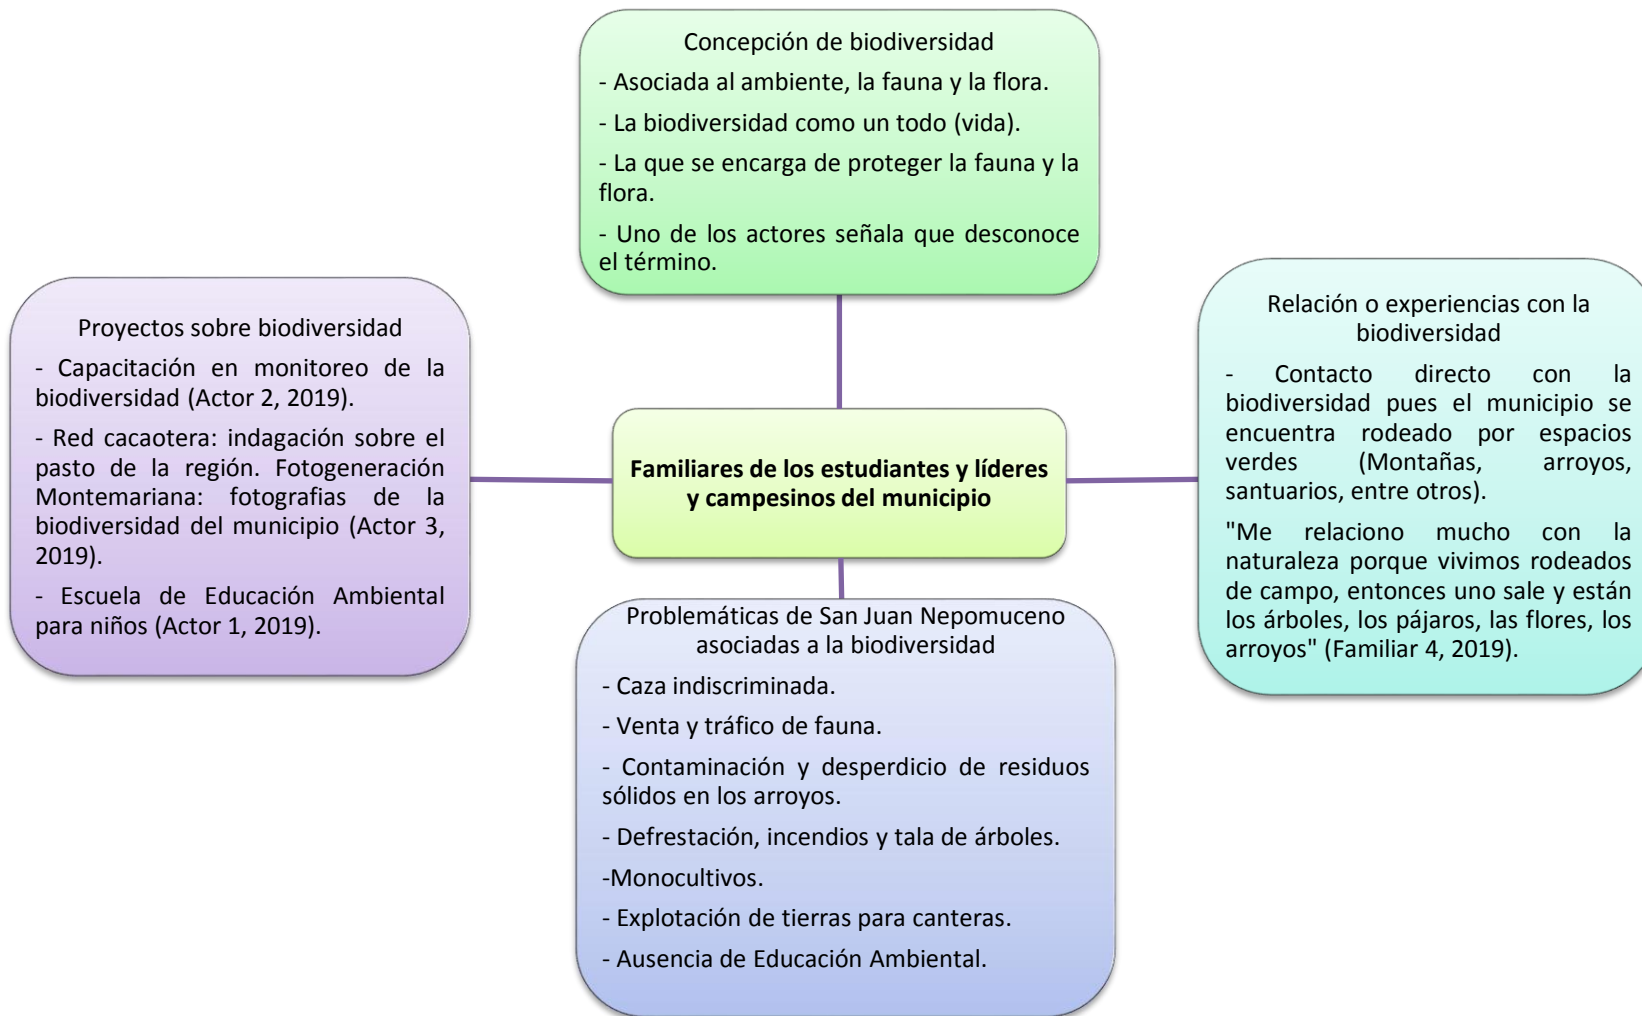 Concepción de biodiversidad
- Asociada al ambiente, la fauna y la flora.
- La biodiversidad como un todo (vida).
- La que se encarga de proteger la fauna y la
flora.
- Uno de los actores señala que desconoce
el término.
Proyectos sobre biodiversidad
- Capacitación en monitoreo de la
biodiversidad (Actor 2, 2019).
- Red cacaotera: indagación sobre el
pasto de la región. Fotogeneración
Montemariana: fotografias de la
biodiversidad del municipio (Actor 3,
2019).
- Escuela de Educación Ambiental
para niños (Actor 1, 2019).
Familiares de los estudiantes y líderes
y campesinos del municipio
Relación o experiencias con la
biodiversidad
- Contacto directo con la
biodiversidad pues el municipio se
encuentra rodeado por espacios
verdes (Montañas, arroyos,
santuarios, entre otros).
"Me relaciono mucho con la
naturaleza porque vivimos rodeados
de campo, entonces uno sale y están
los árboles, los pájaros, las flores, los
arroyos" (Familiar 4, 2019).
Problemáticas de San Juan Nepomuceno
asociadas a la biodiversidad
- Caza indiscriminada.
- Venta y tráfico de fauna.
- Contaminación y desperdicio de residuos
sólidos en los arroyos.
- Defrestación, incendios y tala de árboles.
-Monocultivos.
- Explotación de tierras para canteras.
- Ausencia de Educación Ambiental.